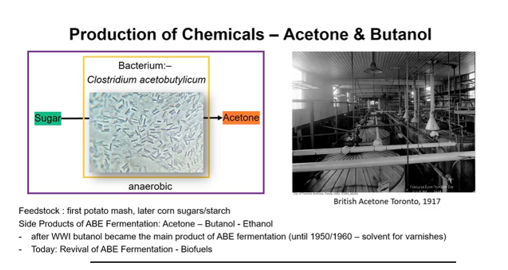 Production of Chemicals – Acetone & Butanol
Bacterium:–
Clostridium acetobutylicum
Sugar
Acetone
anaerobic
British Acetone Toronto, 1917
Feedstock : first potato mash, later corn sugars/starch
Side Products of ABE Fermentation: Acetone – Butanol - Ethanol
- after WWI butanol became the main product of ABE fermentation (until 1950/1960 – solvent for varnishes)
- Today: Revival of ABE Fermentation - Biofuels